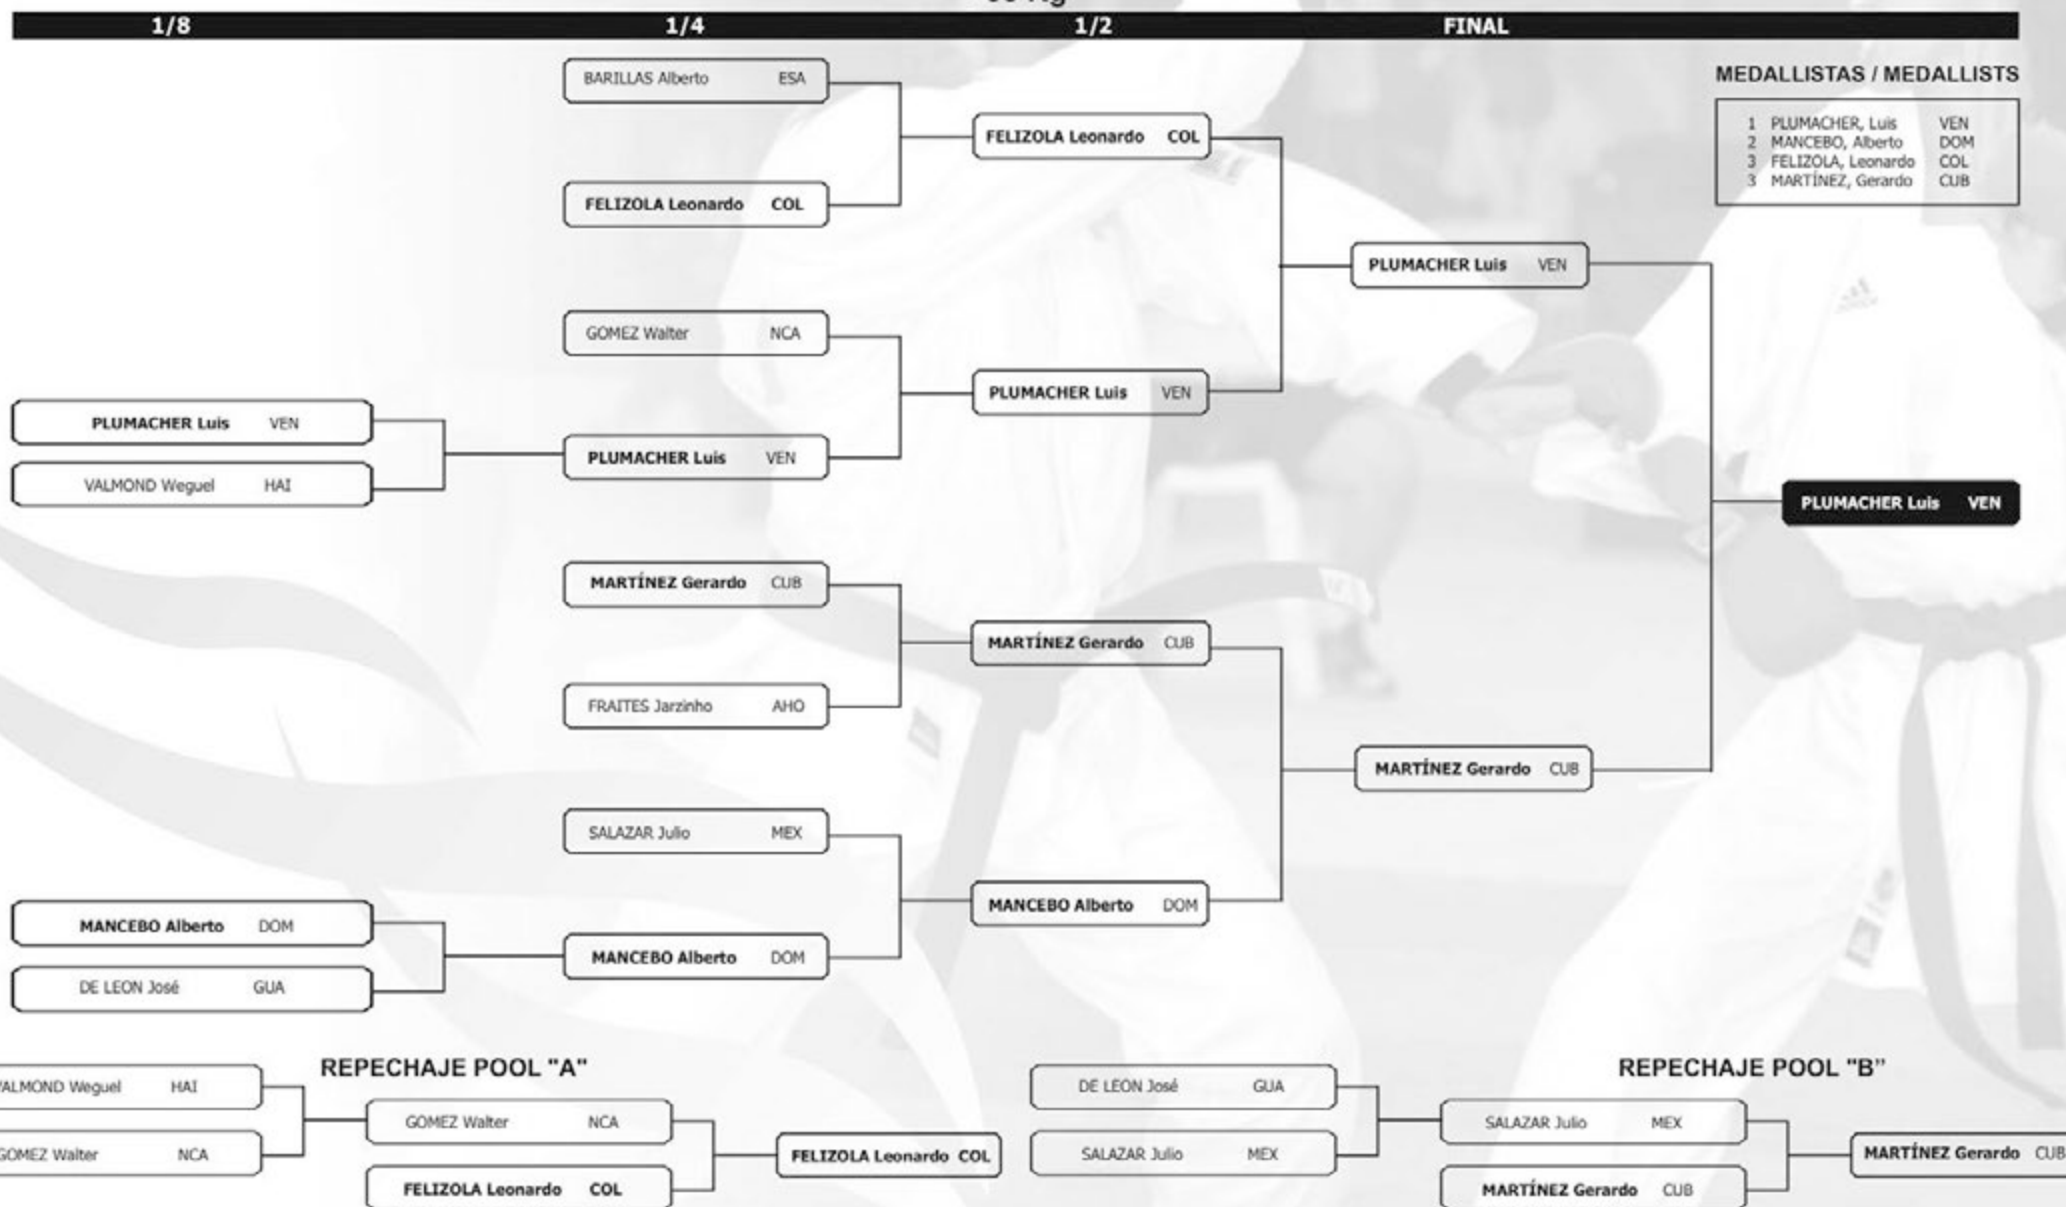 1/8 1/4 1/2 FINAL
MEDALLISTAS / MEDALLISTS
1 PLUMACHER, Luis VEN
2 MANCEBO, Alberto DOM
3 FELIZOLA, Leonardo COL
3 MARTÍNEZ, Gerardo CUB
PLUMACHER Luis VEN
VALMOND Weguel HAI
MANCEBO Alberto DOM
DE LEON José GUA
BARILLAS Alberto ESA
FELIZOLA Leonardo COL
GOMEZ Walter NCA
PLUMACHER Luis VEN
MARTÍNEZ Gerardo CUB
FRAITES Jarzinho AHO
SALAZAR Julio MEX
MANCEBO Alberto DOM
FELIZOLA Leonardo COL
PLUMACHER Luis VEN
MARTÍNEZ Gerardo CUB
MANCEBO Alberto DOM
PLUMACHER Luis VEN
MARTÍNEZ Gerardo CUB
PLUMACHER Luis VEN
REPECHAJE POOL "A"
VALMOND Weguel HAI
GOMEZ Walter NCA
GOMEZ Walter NCA
FELIZOLA Leonardo COL
FELIZOLA Leonardo COL
REPECHAJE POOL "B”
DE LEON José GUA
SALAZAR Julio MEX
SALAZAR Julio MEX
MARTÍNEZ Gerardo CUB
MARTÍNEZ Gerardo CUB